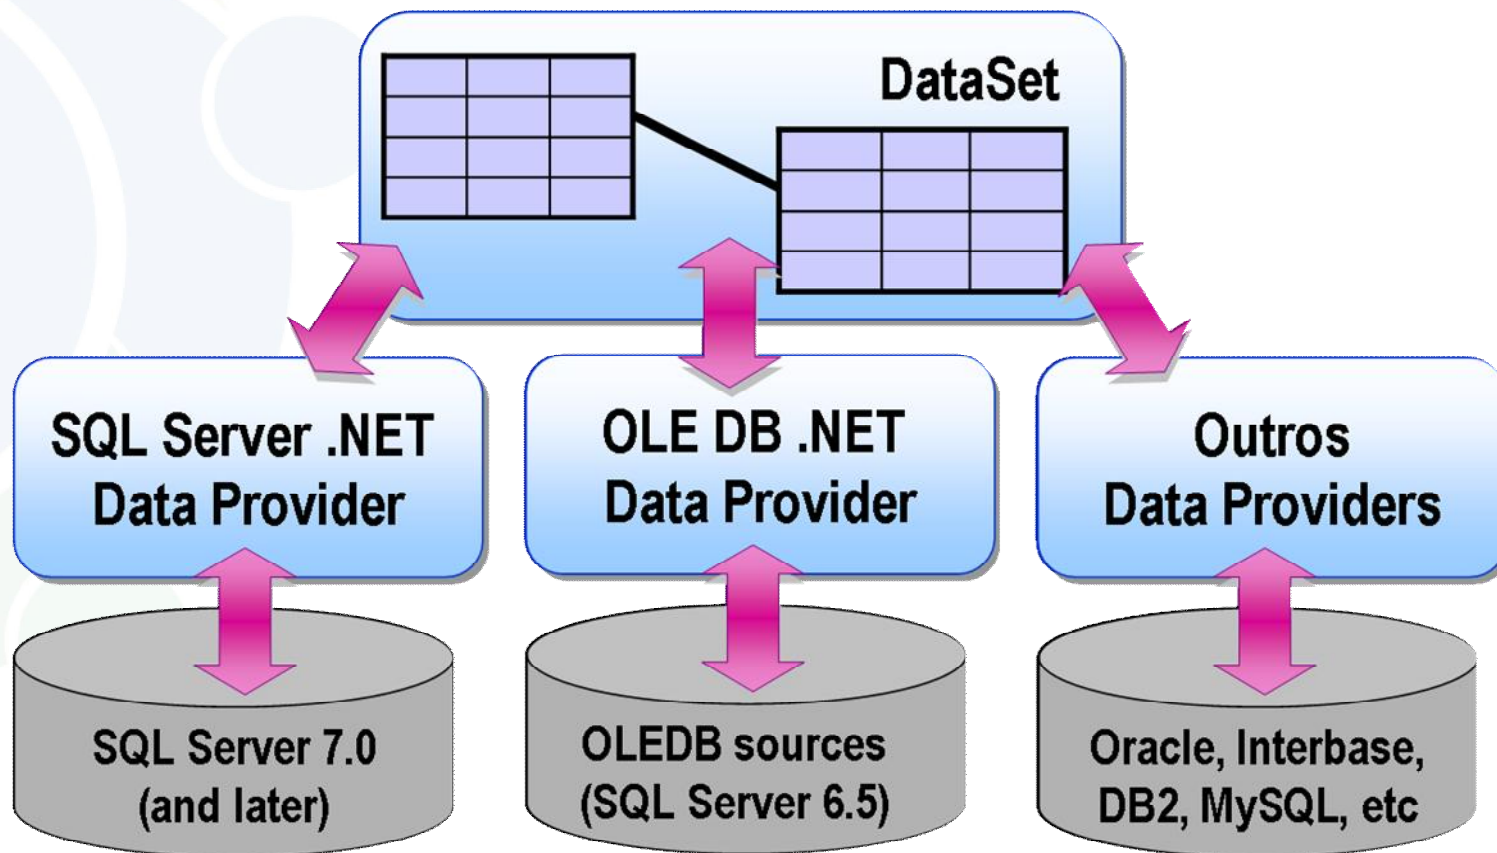 DataSet
SQL Server .NET
Data Provider
OLE DB .NET
Data Provider
Outros
Data Providers
SQL Server 7.0
(and later)
OLEDB sources
(SQL Server 6.5)
Oracle, Interbase,
DB2, MySQL, etc